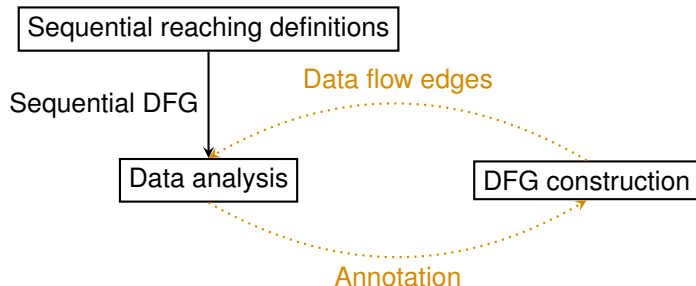 Sequential reaching definitions
Data flow edges
Sequential DFG
Data analysis
DFG construction
Annotation